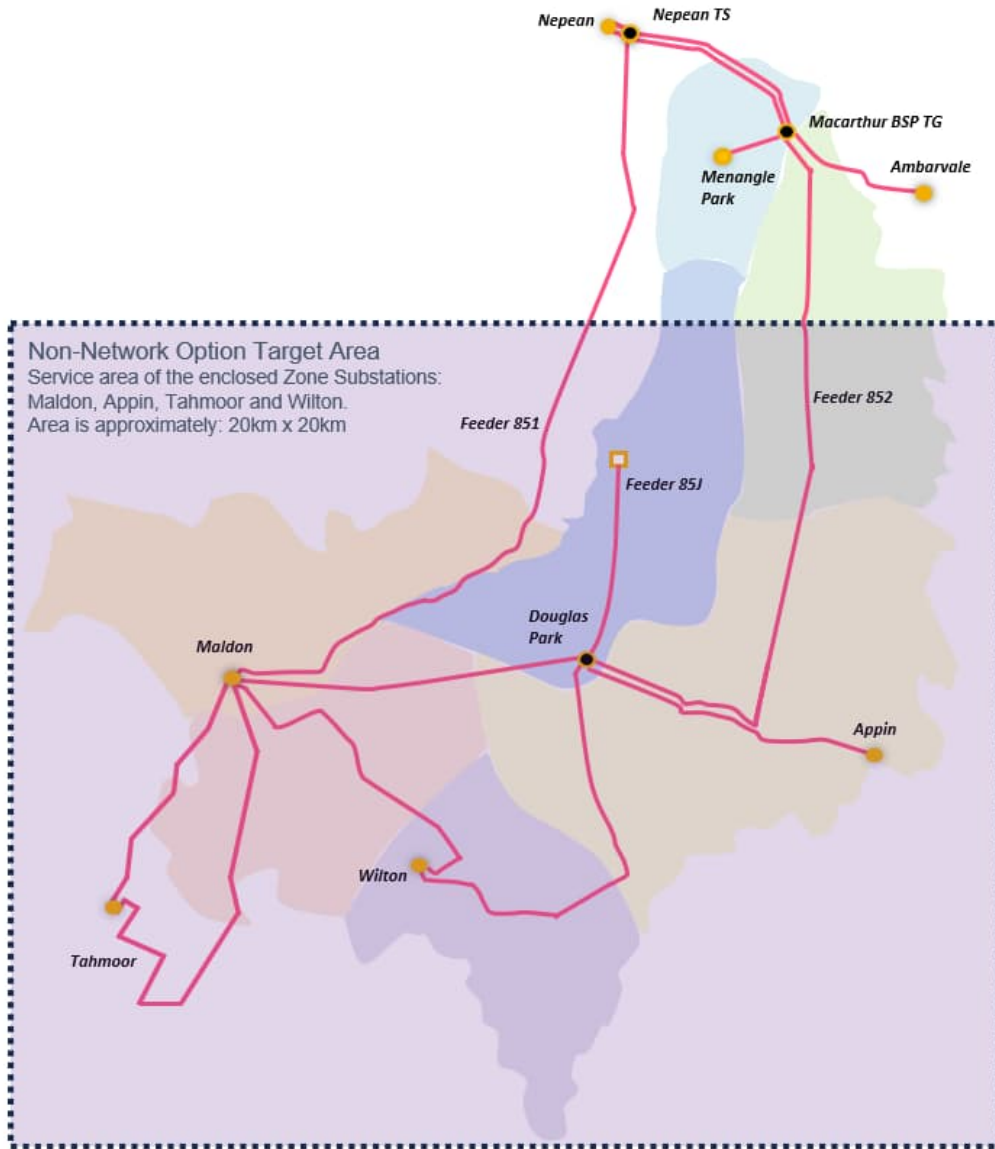 Nepean
Nepean TS
Macarthur BSP TG
Menangle
Park
Ambarvale
Non-Network Option Target Area
Service area of the enclosed Zone Substations:
Maldon, Appin, Tahmoor and Wilton.
Area is approximately: 20km x 20km
Feeder 851
Feeder 852
Feeder 85J
Douglas
Park
Maldon
Appin
Wilton
Tahmoor